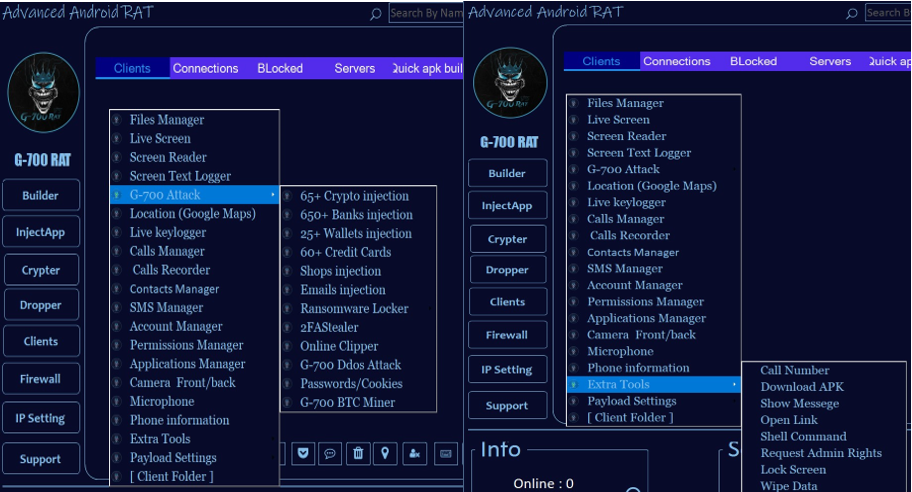 Advanced Android RAT
Search By Nam
Clients
Connections
BLocked
Servers
Quick apk buil
G-700 RAT
G-700 RAT
Builder
InjectApp
Crypter
Dropper
Clients
Firewall
IP Setting
Support
Files Manager
Live Screen
Screen Reader
Screen Text Logger
G-700 Attack
Location (Google Maps)
Live keylogger
Calls Manager
Calls Recorder
Contacts Manager
SMS Manager
Account Manager
Permissions Manager
Applications Manager
Camera Front/back
Microphone
Phone information
Extra Tools
Payload Settings
[ Client Folder ]
65+ Crypto injection
650+ Banks injection
25+ Wallets injection
60+ Credit Cards
Shops injection
Emails injection
Ransomware Locker
2FAStealer
Online Clipper
G-700 Ddos Attack
Passwords/Cookies
G-700 BTC Miner
Advanced Android RAT
Search By
Clients
Connections
BLocked
Servers
Quick ap
G-700 RAT
G-700 RAT
Builder
InjectApp
Crypter
Dropper
Clients
Firewall
IP Setting
Support
Files Manager
Live Screen
Screen Reader
Screen Text Logger
G-700 Attack
Location (Google Maps)
Live keylogger
Calls Manager
Calls Recorder
Contacts Manager
SMS Manager
Account Manager
Permissions Manager
Applications Manager
Camera Front/back
Microphone
Phone information
Extra Tools
Payload Settings
[ Client Folder ]
Call Number
Download APK
Show Messege
Open Link
Shell Command
Request Admin Rights
Lock Screen
Wipe Data
Info
Online : 0
S